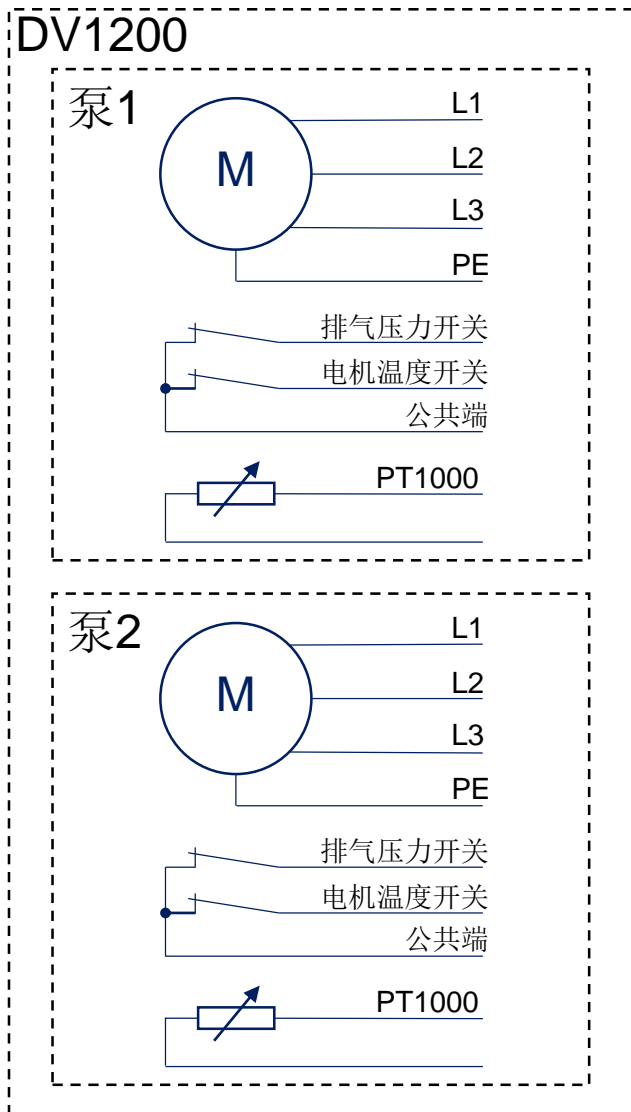 DV1200
泵1
M
L1
L2
L3
PE
排气压力开关
电机温度开关
公共端
PT1000
泵2
M
L1
L2
L3
PE
排气压力开关
电机温度开关
公共端
PT1000